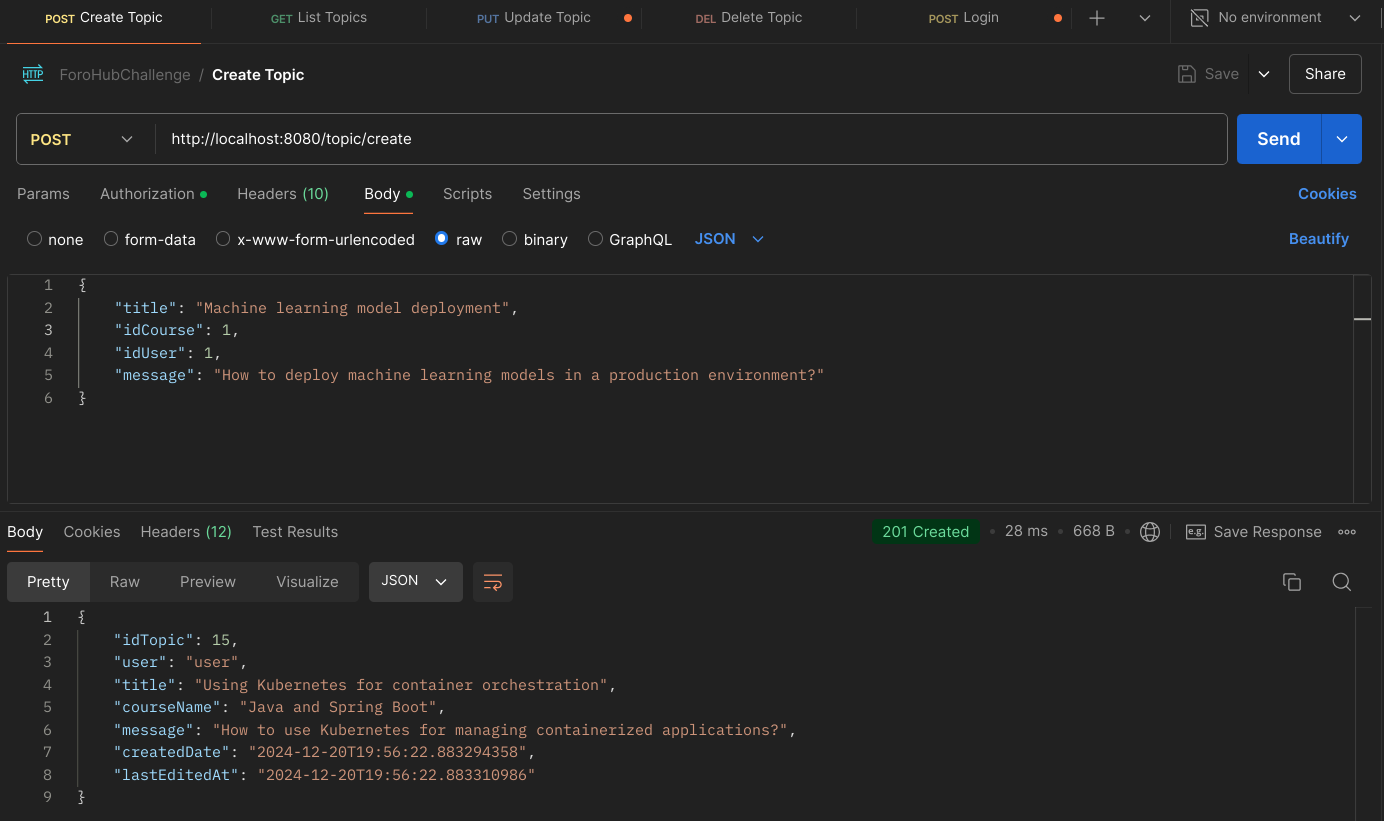 POST Create Topic GET List Topics PUT Update Topic DEL Delete Topic POST Login No environment
HTTP ForoHubChallenge / Create Topic Save Share
POST http://localhost:8080/topic/create Send
Params Authorization Headers (10) Body Scripts Settings Cookies
none form-data x-www-form-urlencoded raw binary GraphQL JSON Beautify
1 {
2 "title": "Machine learning model deployment",
3 "idCourse": 1,
4 "idUser": 1,
5 "message": "How to deploy machine learning models in a production environment?"
6 }
Body Cookies Headers (12) Test Results 201 Created • 28 ms • 668 B • e.g. Save Response
Pretty Raw Preview Visualize JSON
1 {
2 "idTopic": 15,
3 "user": "user",
4 "title": "Using Kubernetes for container orchestration",
5 "courseName": "Java and Spring Boot",
6 "message": "How to use Kubernetes for managing containerized applications?",
7 "createdDate": "2024-12-20T19:56:22.883294358",
8 "lastEditedAt": "2024-12-20T19:56:22.883310986"
9 }